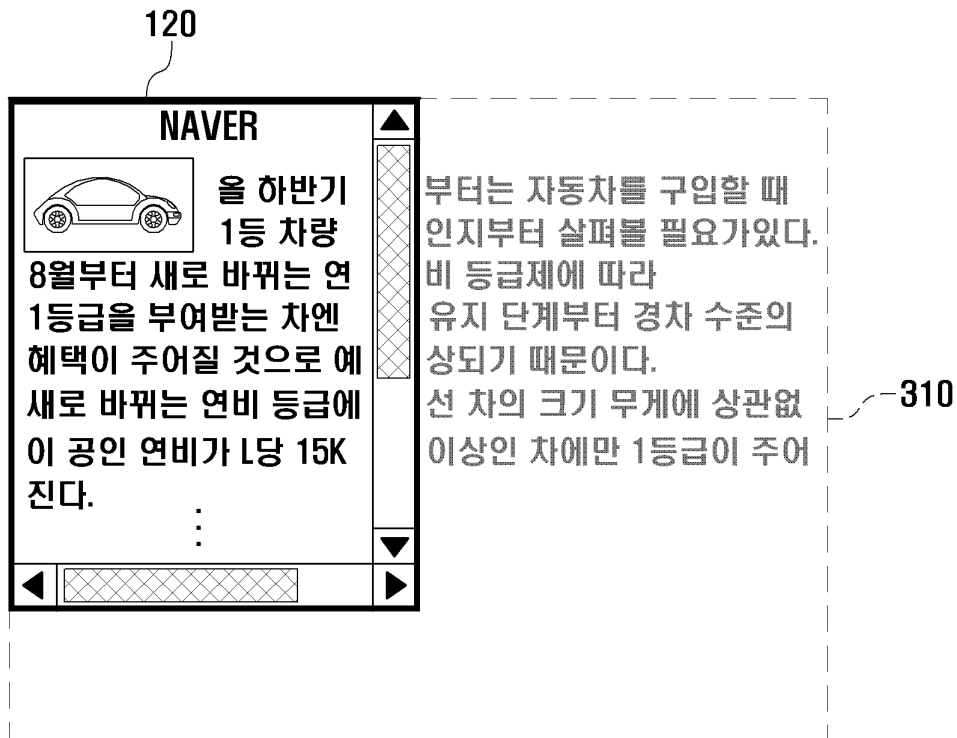 120
NAVER
올 하반기 부터는 자동차를 구입할 때
1등 차량 인지부터 살펴볼 필요가있다.
8월부터 새로 바뀌는 연 비 등급제에 따라
1등급을 부여받는 차엔 유지 단계부터 경차 수준의
혜택이 주어질 것으로 예 상되기 때문이다.
새로 바뀌는 연비 등급에 선 차의 크기 무게에 상관없
이 공인 연비가 L당 15K 이상인 차에만 1등급이 주어
진다.
310